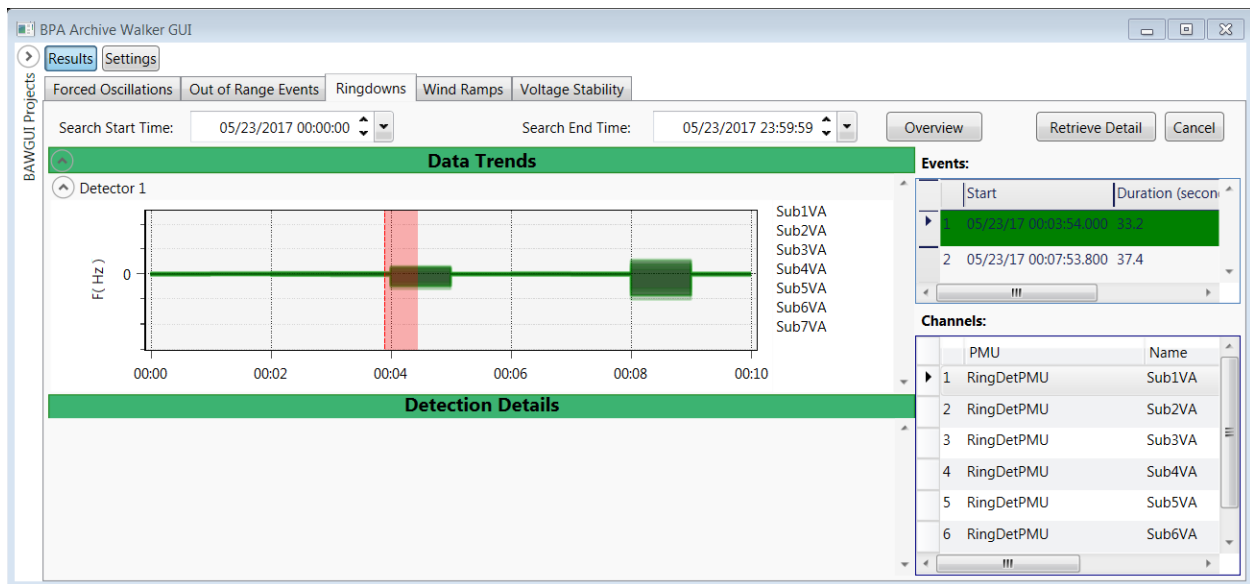 BPA Archive Walker GUI
Results Settings
BAWGUI Projects
Forced Oscillations Out of Range Events Ringdowns Wind Ramps Voltage Stability
Search Start Time: 05/23/2017 00:00:00 Search End Time: 05/23/2017 23:59:59 Overview Retrieve Detail Cancel
Data Trends
Detector 1
F( Hz )
0
00:00 00:02 00:04 00:06 00:08 00:10
Sub1VA
Sub2VA
Sub3VA
Sub4VA
Sub5VA
Sub6VA
Sub7VA
Detection Details
Events:
Start Duration (secon
1 05/23/17 00:03:54.000 33.2
2 05/23/17 00:07:53.800 37.4
Channels:
PMU Name
1 RingDetPMU Sub1VA
2 RingDetPMU Sub2VA
3 RingDetPMU Sub3VA
4 RingDetPMU Sub4VA
5 RingDetPMU Sub5VA
6 RingDetPMU Sub6VA